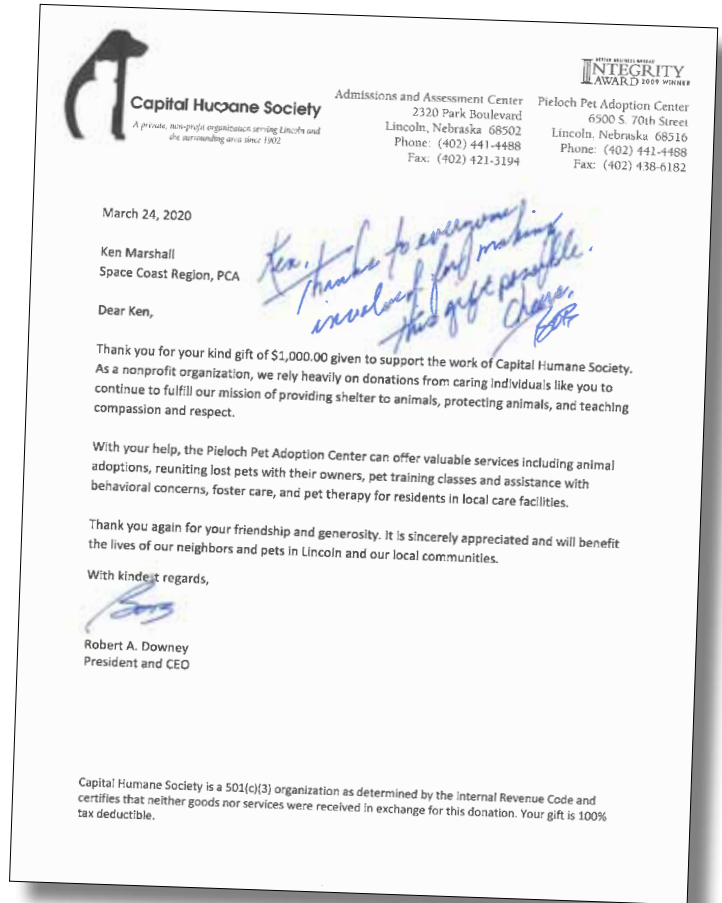 BETTER BUSINESS BUREAU
INTEGRITY
AWARD 2009 WINNER
Capital Humane Society
A private, non-profit organization serving Lincoln and
the surrounding area since 1902
Admissions and Assessment Center
2320 Park Boulevard
Lincoln, Nebraska 68502
Phone: (402) 441-4488
Fax: (402) 421-3194
Pieloch Pet Adoption Center
6500 S. 70th Street
Lincoln, Nebraska 68516
Phone: (402) 441-4488
Fax: (402) 438-6182
March 24, 2020
Ken Marshall
Space Coast Region, PCA
Ken,
Thanks to everyone
involved for making
this gift possible.
Cheers,
Bob
Dear Ken,
Thank you for your kind gift of $1,000.00 given to support the work of Capital Humane Society.
As a nonprofit organization, we rely heavily on donations from caring individuals like you to
continue to fulfill our mission of providing shelter to animals, protecting animals, and teaching
compassion and respect.
With your help, the Pieloch Pet Adoption Center can offer valuable services including animal
adoptions, reuniting lost pets with their owners, pet training classes and assistance with
behavioral concerns, foster care, and pet therapy for residents in local care facilities.
Thank you again for your friendship and generosity. It is sincerely appreciated and will benefit
the lives of our neighbors and pets in Lincoln and our local communities.
With kindest regards,
Bob
Robert A. Downey
President and CEO
Capital Humane Society is a 501(c)(3) organization as determined by the Internal Revenue Code and
certifies that neither goods nor services were received in exchange for this donation. Your gift is 100%
tax deductible.